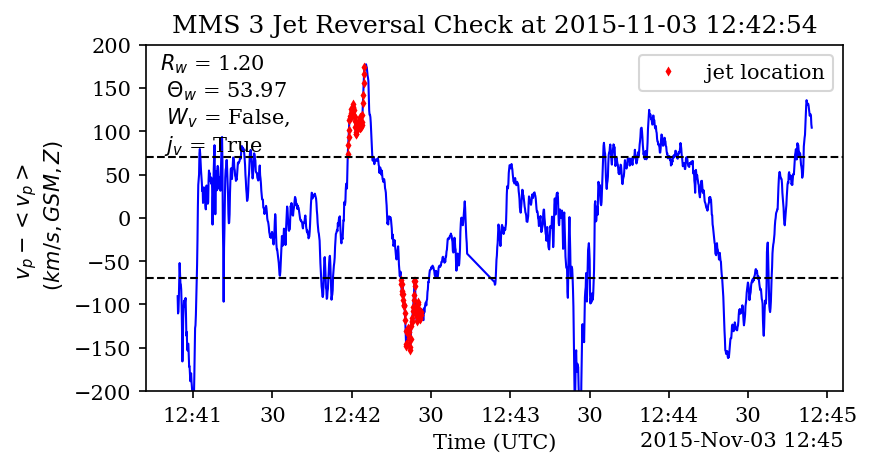 MMS 3 Jet Reversal Check at 2015-11-03 12:42:54
R_w = 1.20
Θ_w = 53.97
W_v = False,
j_v = True
jet location
v_p − < v_p >
(km/s, GSM, Z)
200
150
100
50
0
−50
−100
−150
−200
12:41 30 12:42 30 12:43 30 12:44 30 12:45
Time (UTC)
2015-Nov-03 12:45